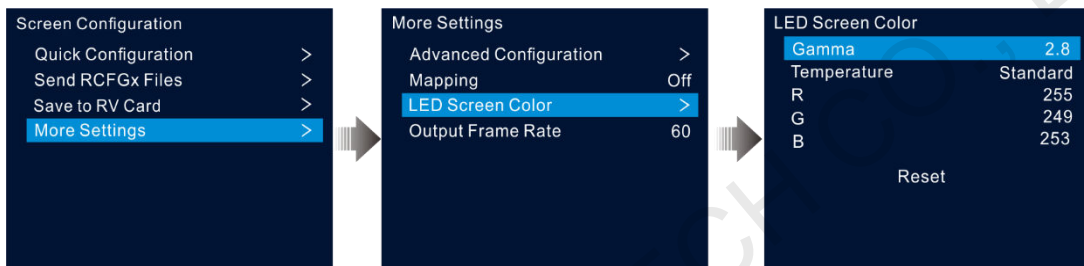 Screen Configuration
Quick Configuration >
Send RCFGx Files >
Save to RV Card >
More Settings >
More Settings
Advanced Configuration >
Mapping Off
LED Screen Color >
Output Frame Rate 60
LED Screen Color
Gamma 2.8
Temperature Standard
R 255
G 249
B 253
Reset